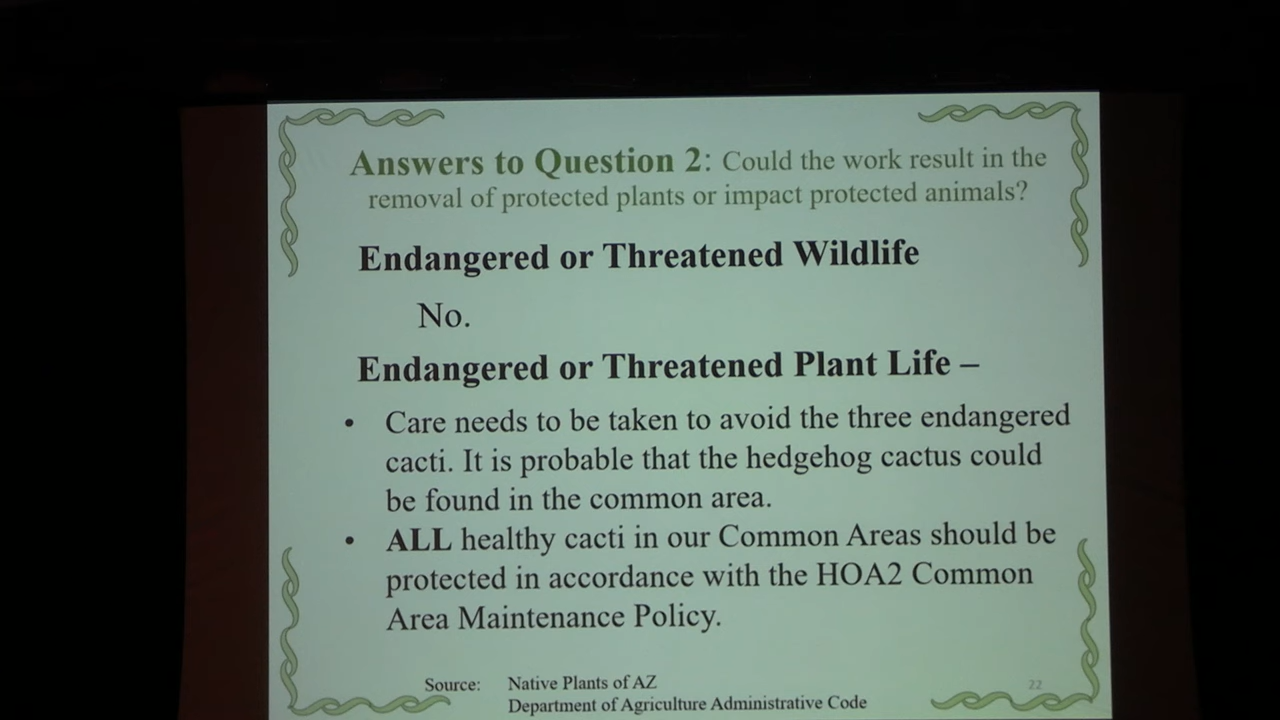 Answers to Question 2: Could the work result in the
removal of protected plants or impact protected animals?
Endangered or Threatened Wildlife
No.
Endangered or Threatened Plant Life –
• Care needs to be taken to avoid the three endangered
cacti. It is probable that the hedgehog cactus could
be found in the common area.
• ALL healthy cacti in our Common Areas should be
protected in accordance with the HOA2 Common
Area Maintenance Policy.
Source: Native Plants of AZ
Department of Agriculture Administrative Code
22